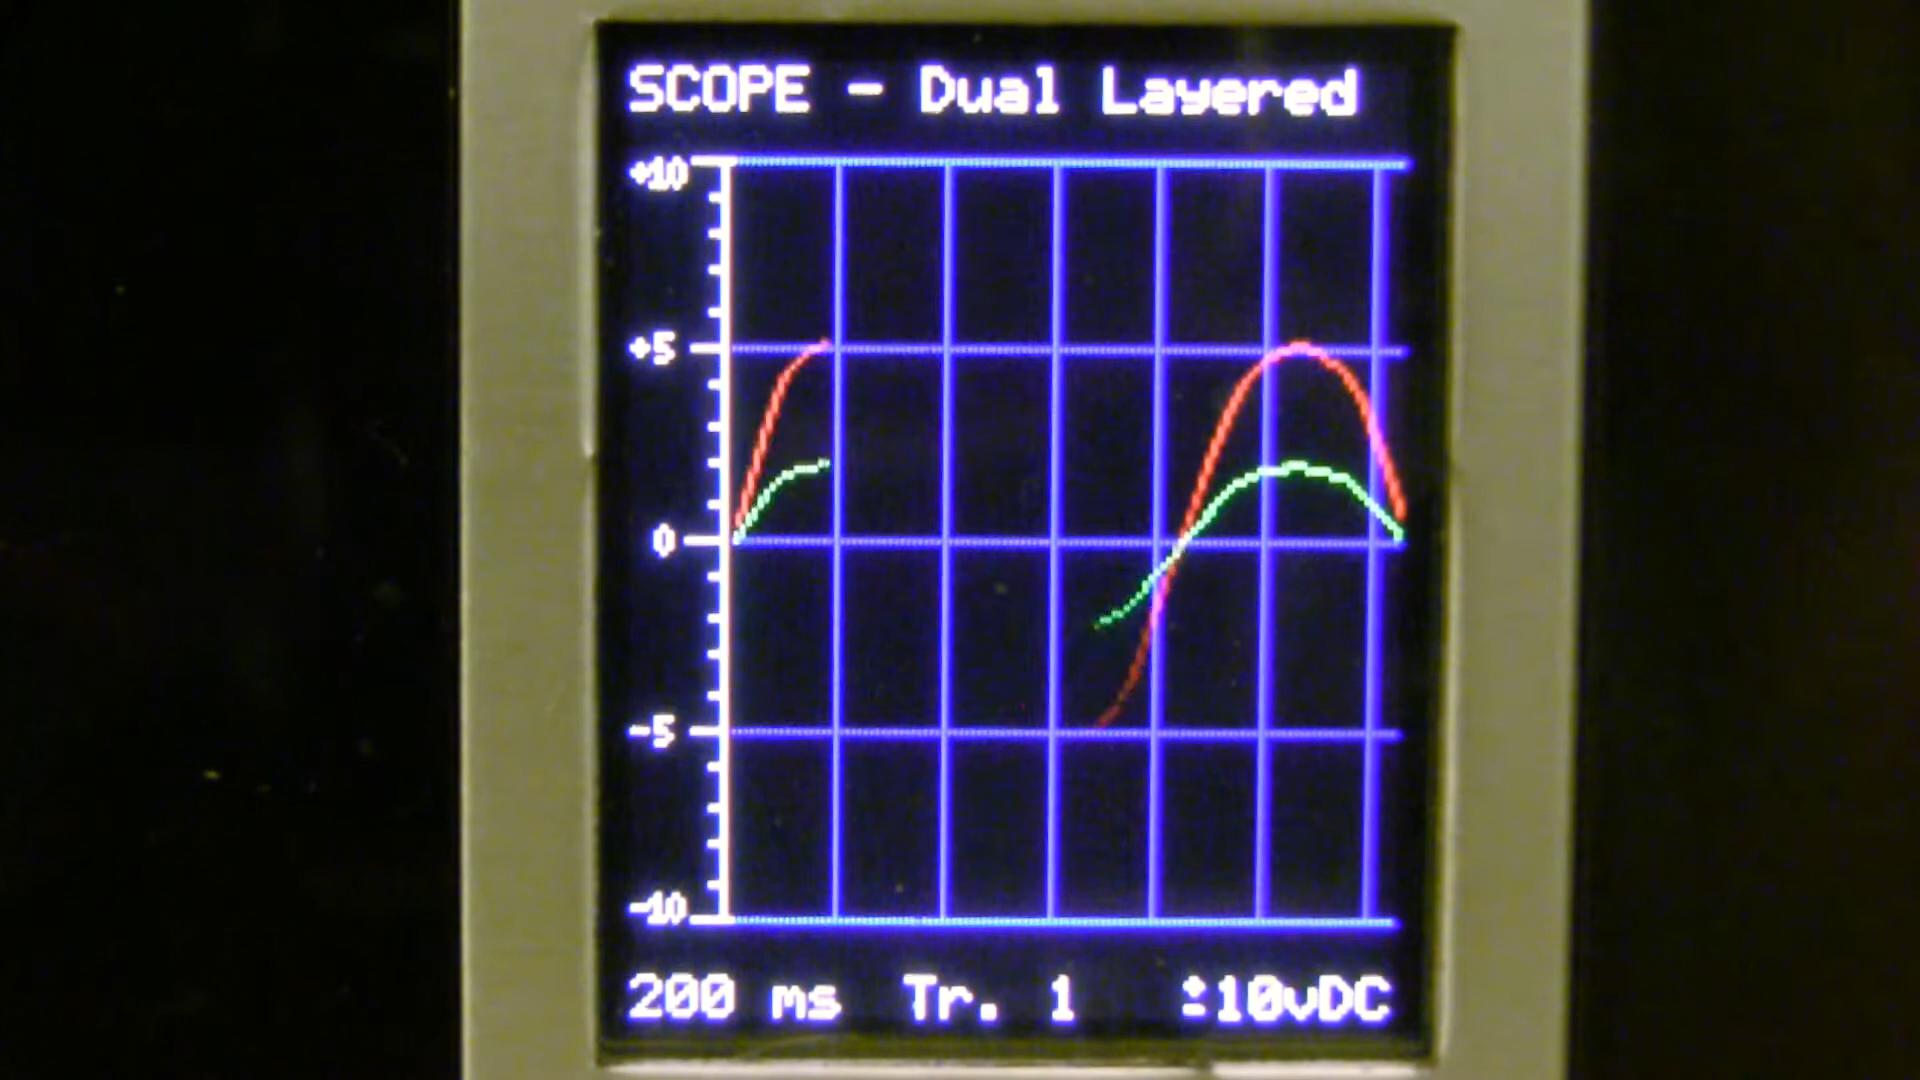 SCOPE - Dual Layered
+10
+5
0
-5
-10
200 ms Tr. 1 ±10vDC